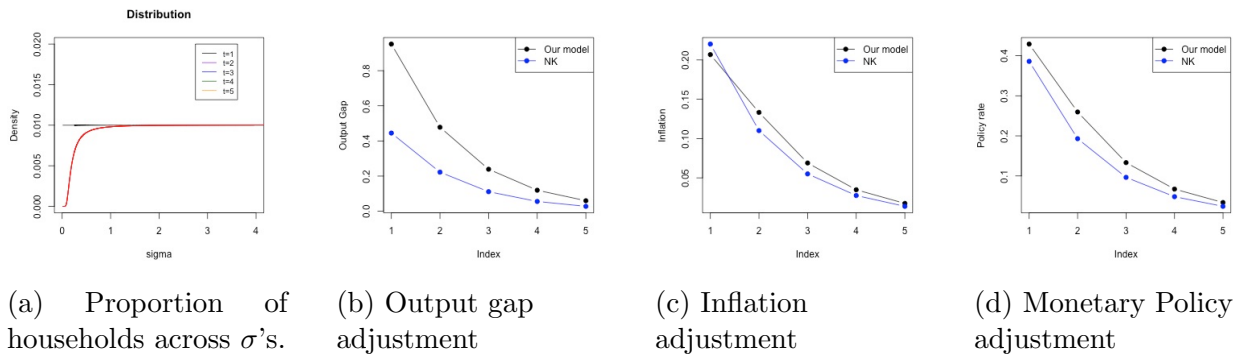 Distribution
Density
0.000
0.005
0.010
0.015
0.020
t=1
t=2
t=3
t=4
t=5
0 1 2 3 4
sigma
Output Gap
0.0
0.2
0.4
0.6
0.8
Our model
NK
1 2 3 4 5
Index
Inflation
0.05
0.10
0.15
0.20
Our model
NK
1 2 3 4 5
Index
Policy rate
0.1
0.2
0.3
0.4
Our model
NK
1 2 3 4 5
Index
(a) Proportion of
households across σ's.
(b) Output gap
adjustment
(c) Inflation
adjustment
(d) Monetary Policy
adjustment